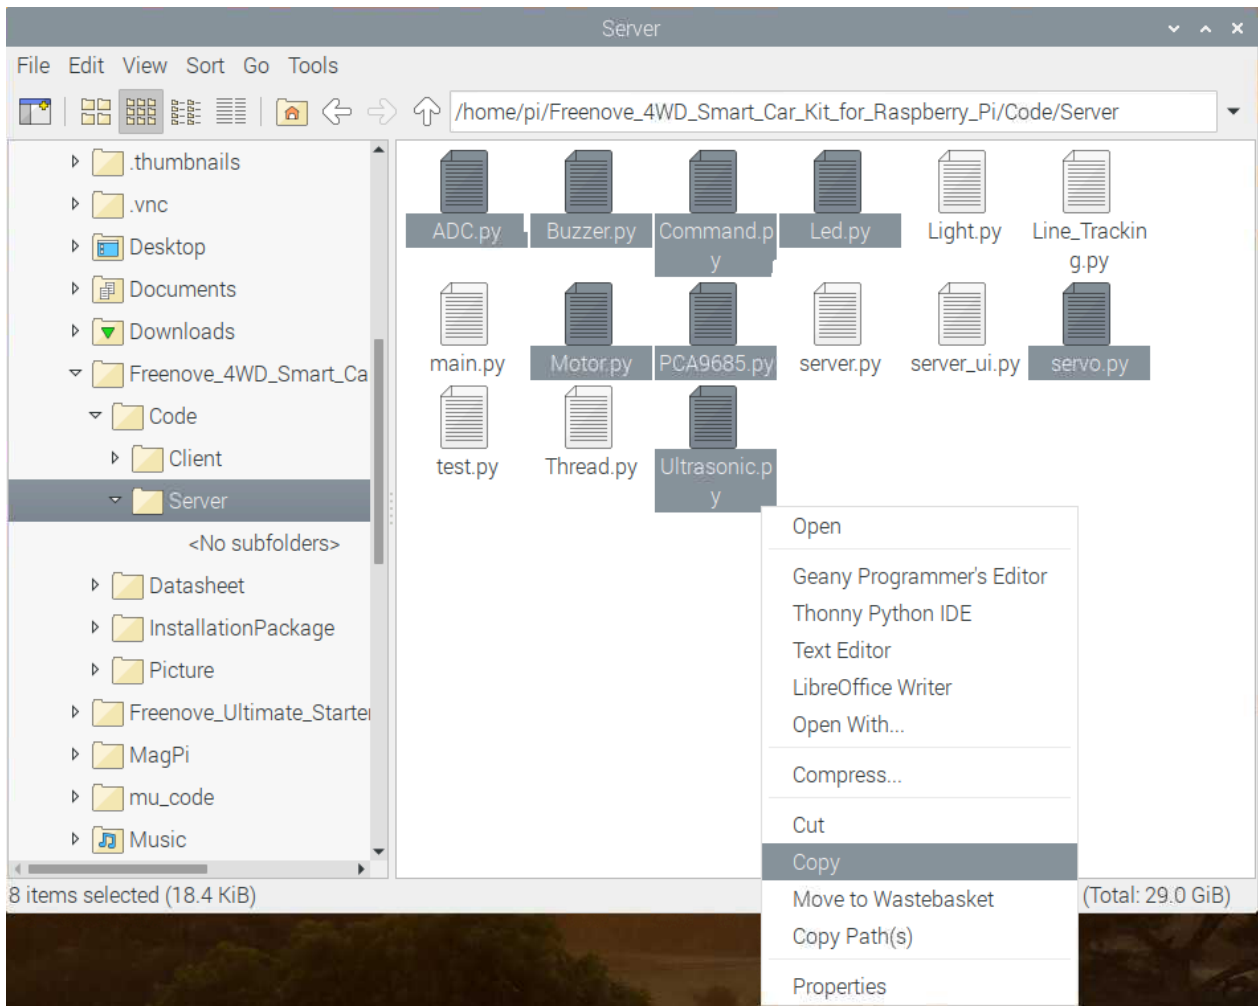 Server
File Edit View Sort Go Tools
/home/pi/Freenove_4WD_Smart_Car_Kit_for_Raspberry_Pi/Code/Server
.thumbnails
.vnc
Desktop
Documents
Downloads
Freenove_4WD_Smart_Ca
Code
Client
Server
<No subfolders>
Datasheet
InstallationPackage
Picture
Freenove_Ultimate_Starter
MagPi
mu_code
Music
ADC.py Buzzer.py Command.p Led.py Light.py Line_Trackin
y g.py
main.py Motor.py PCA9685.py server.py server_ui.py servo.py
test.py Thread.py Ultrasonic.p
y
Open
Geany Programmer's Editor
Thonny Python IDE
Text Editor
LibreOffice Writer
Open With...
Compress...
Cut
Copy
Move to Wastebasket
Copy Path(s)
Properties
8 items selected (18.4 KiB) (Total: 29.0 GiB)